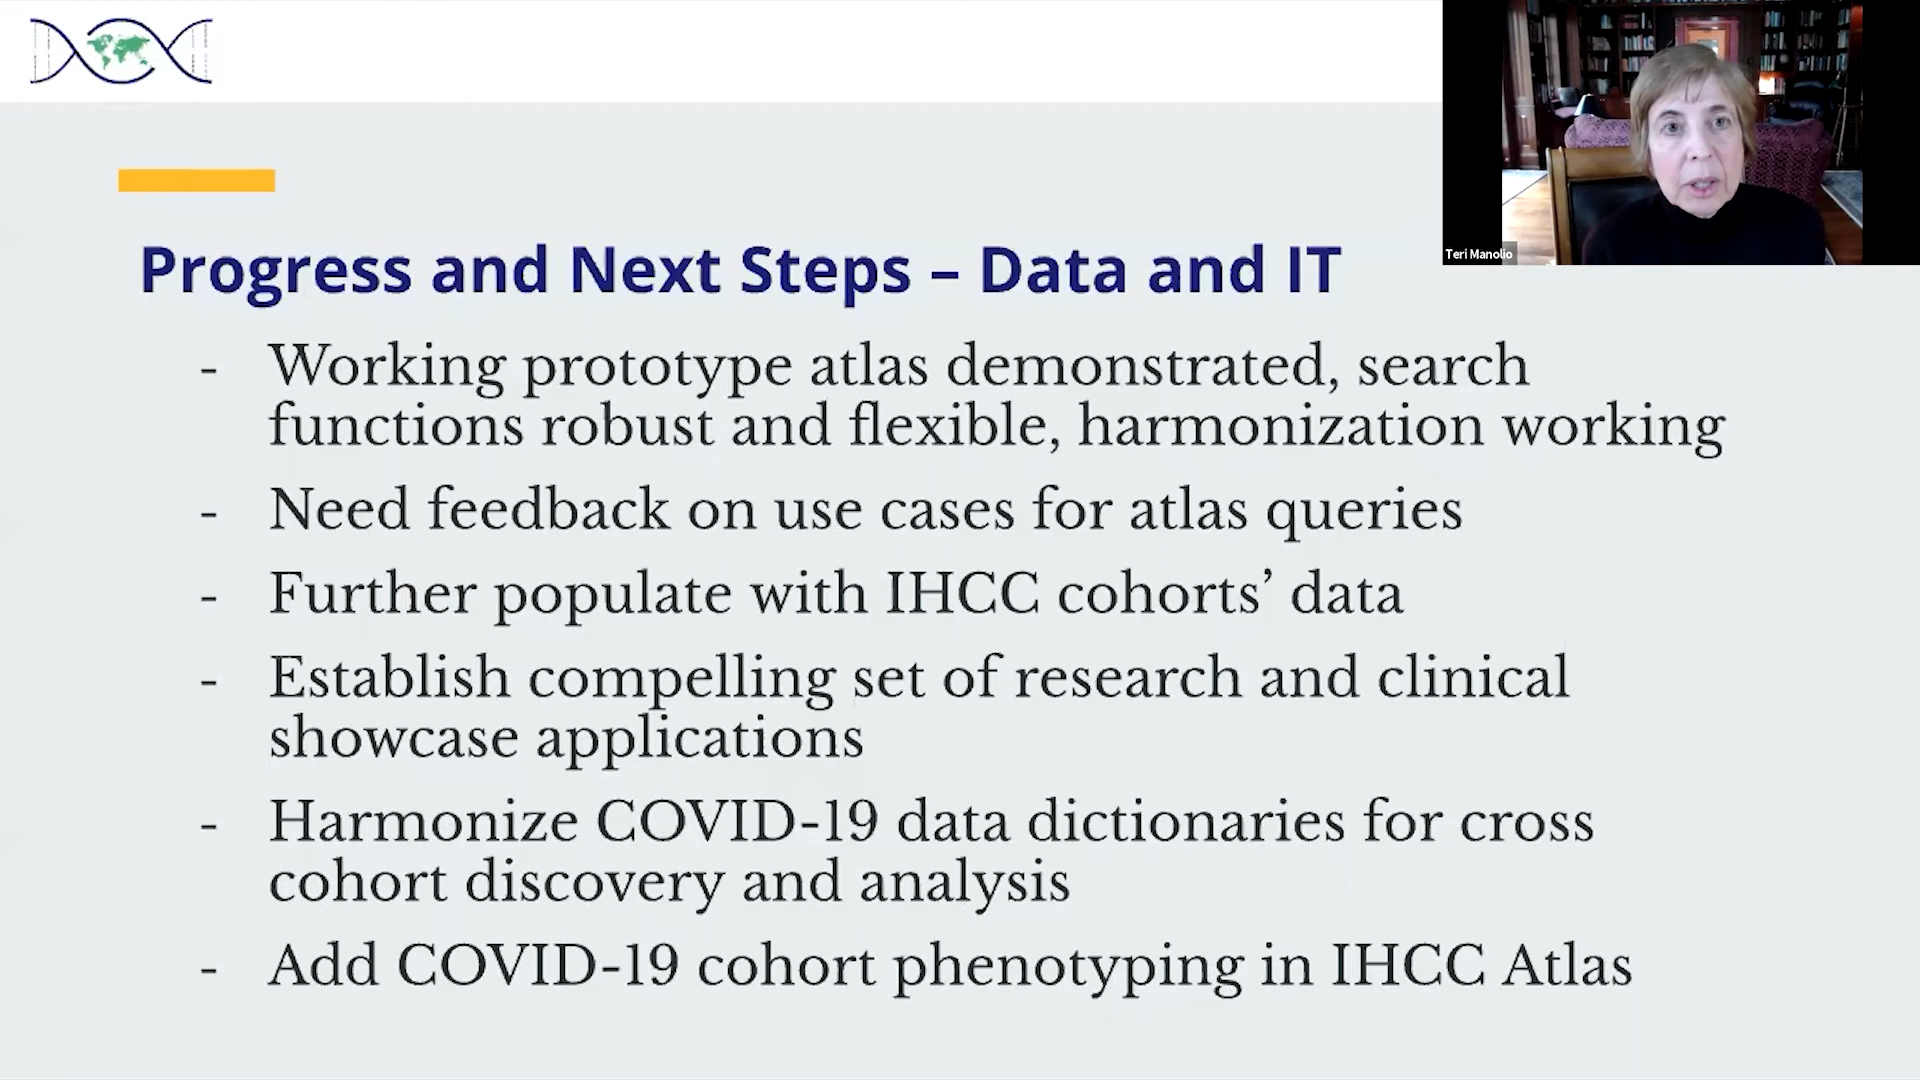 Teri Manolio
Progress and Next Steps – Data and IT
- Working prototype atlas demonstrated, search
functions robust and flexible, harmonization working
- Need feedback on use cases for atlas queries
- Further populate with IHCC cohorts’ data
- Establish compelling set of research and clinical
showcase applications
- Harmonize COVID-19 data dictionaries for cross
cohort discovery and analysis
- Add COVID-19 cohort phenotyping in IHCC Atlas